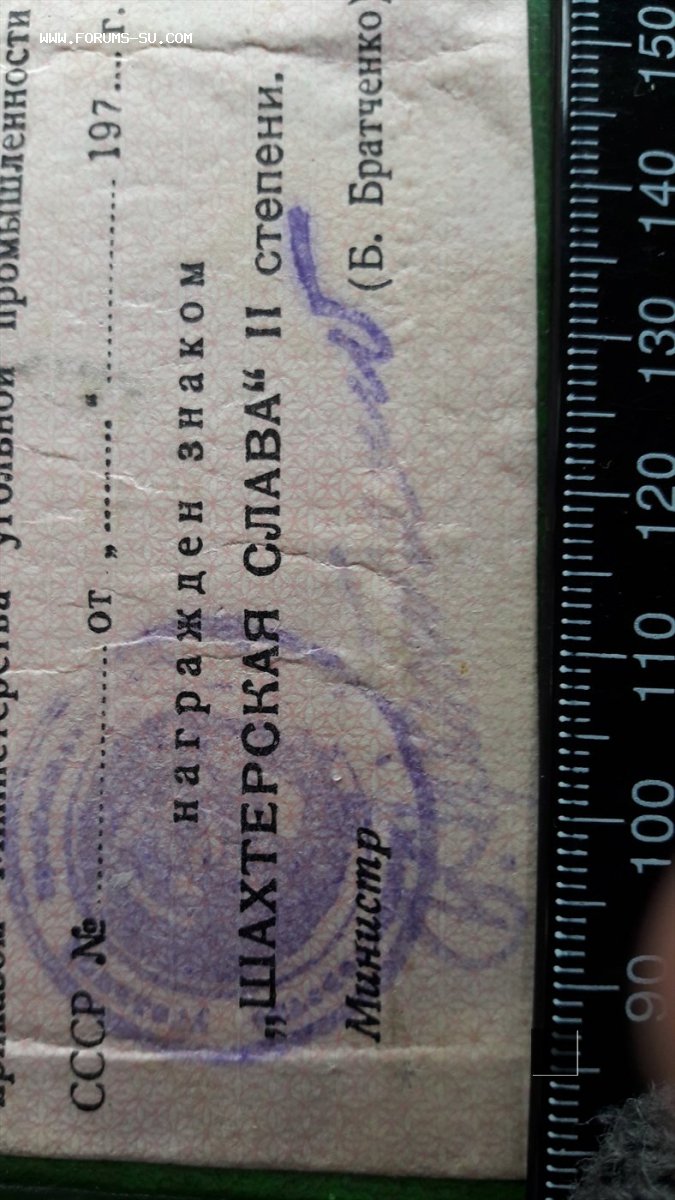 WWW.FORUMS-SU.COM
приказом Министерства угольной промышленности
СССР №....................от „.........“.................197....г.
награжден знаком
„ШАХТЕРСКАЯ СЛАВА“ II степени.
Министр (Б. Братченко)
90 100 110 120 130 140 150